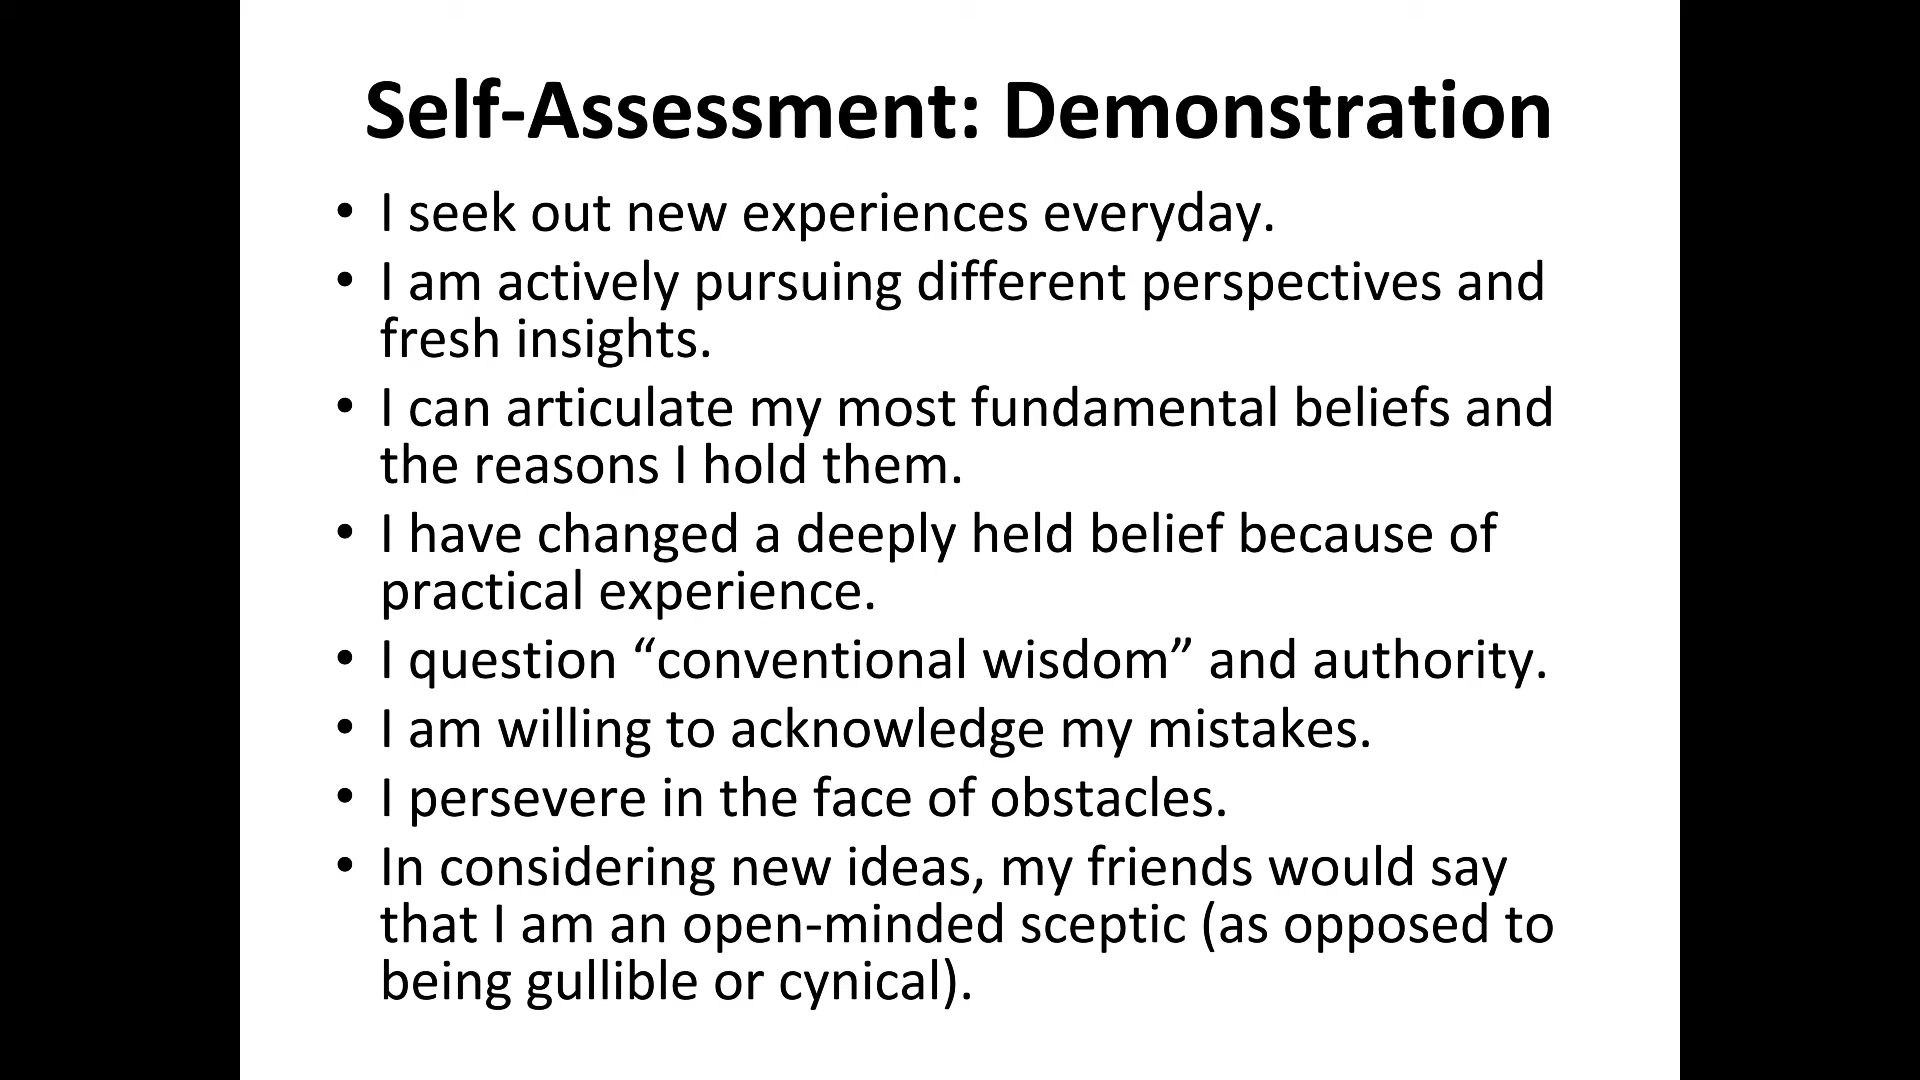 Self-Assessment: Demonstration
• I seek out new experiences everyday.
• I am actively pursuing different perspectives and
fresh insights.
• I can articulate my most fundamental beliefs and
the reasons I hold them.
• I have changed a deeply held belief because of
practical experience.
• I question “conventional wisdom” and authority.
• I am willing to acknowledge my mistakes.
• I persevere in the face of obstacles.
• In considering new ideas, my friends would say
that I am an open-minded sceptic (as opposed to
being gullible or cynical).